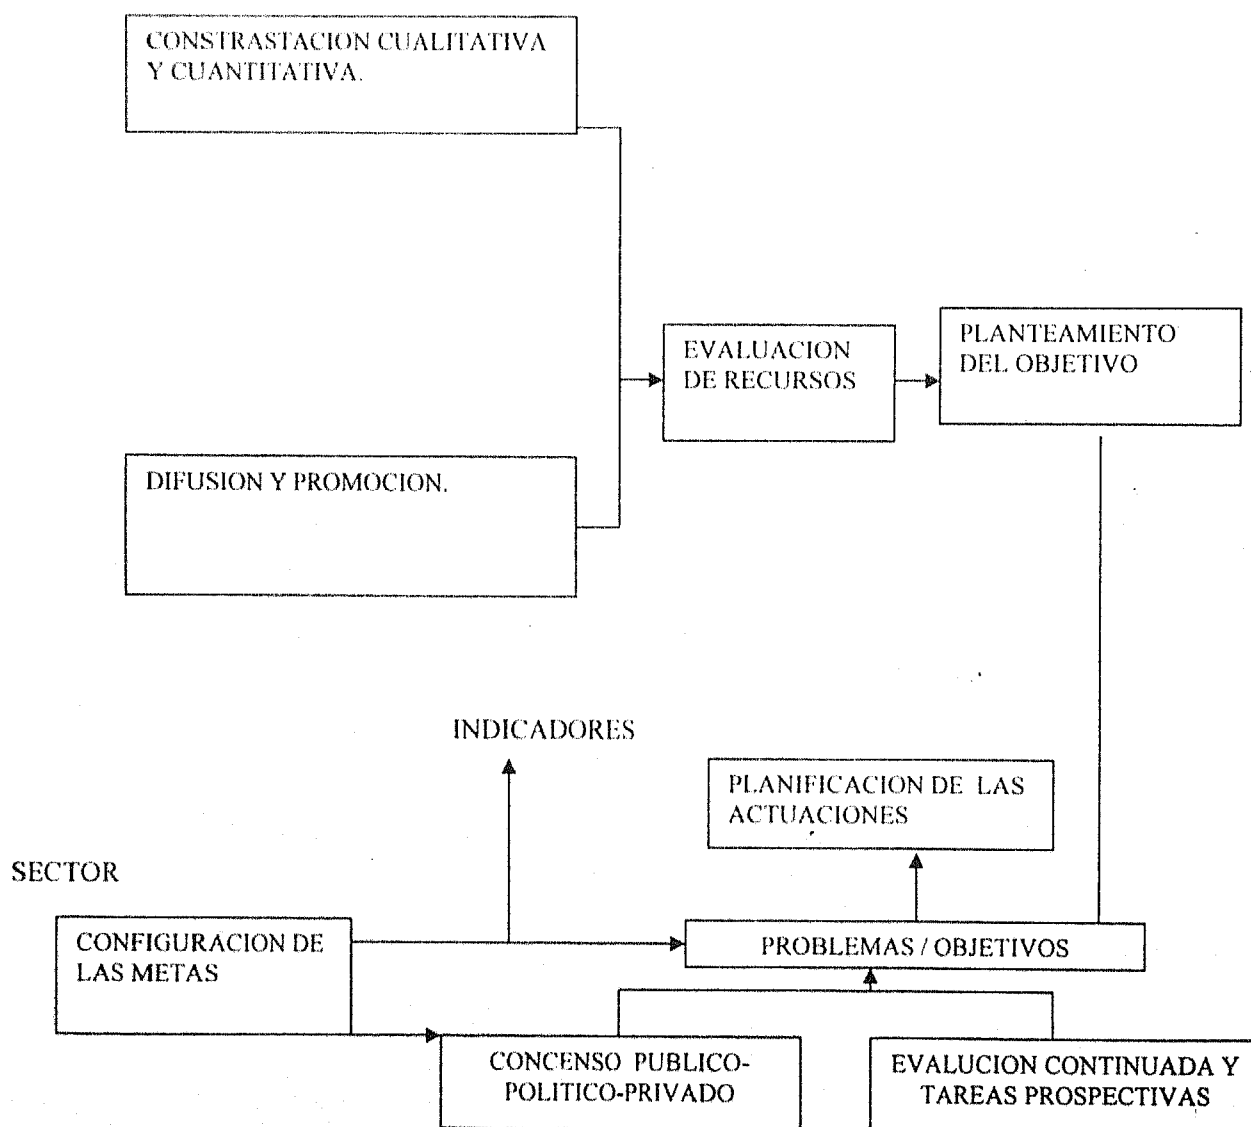 CONSTRASTACION CUALITATIVA
Y CUANTITATIVA.
EVALUACION
DE RECURSOS
PLANTEAMIENTO
DEL OBJETIVO
DIFUSION Y PROMOCION.
INDICADORES
PLANIFICACION DE LAS
ACTUACIONES
SECTOR
CONFIGURACION DE
LAS METAS
PROBLEMAS / OBJETIVOS
CONCENSO PUBLICO-
POLITICO-PRIVADO
EVALUCION CONTINUADA Y
TAREAS PROSPECTIVAS